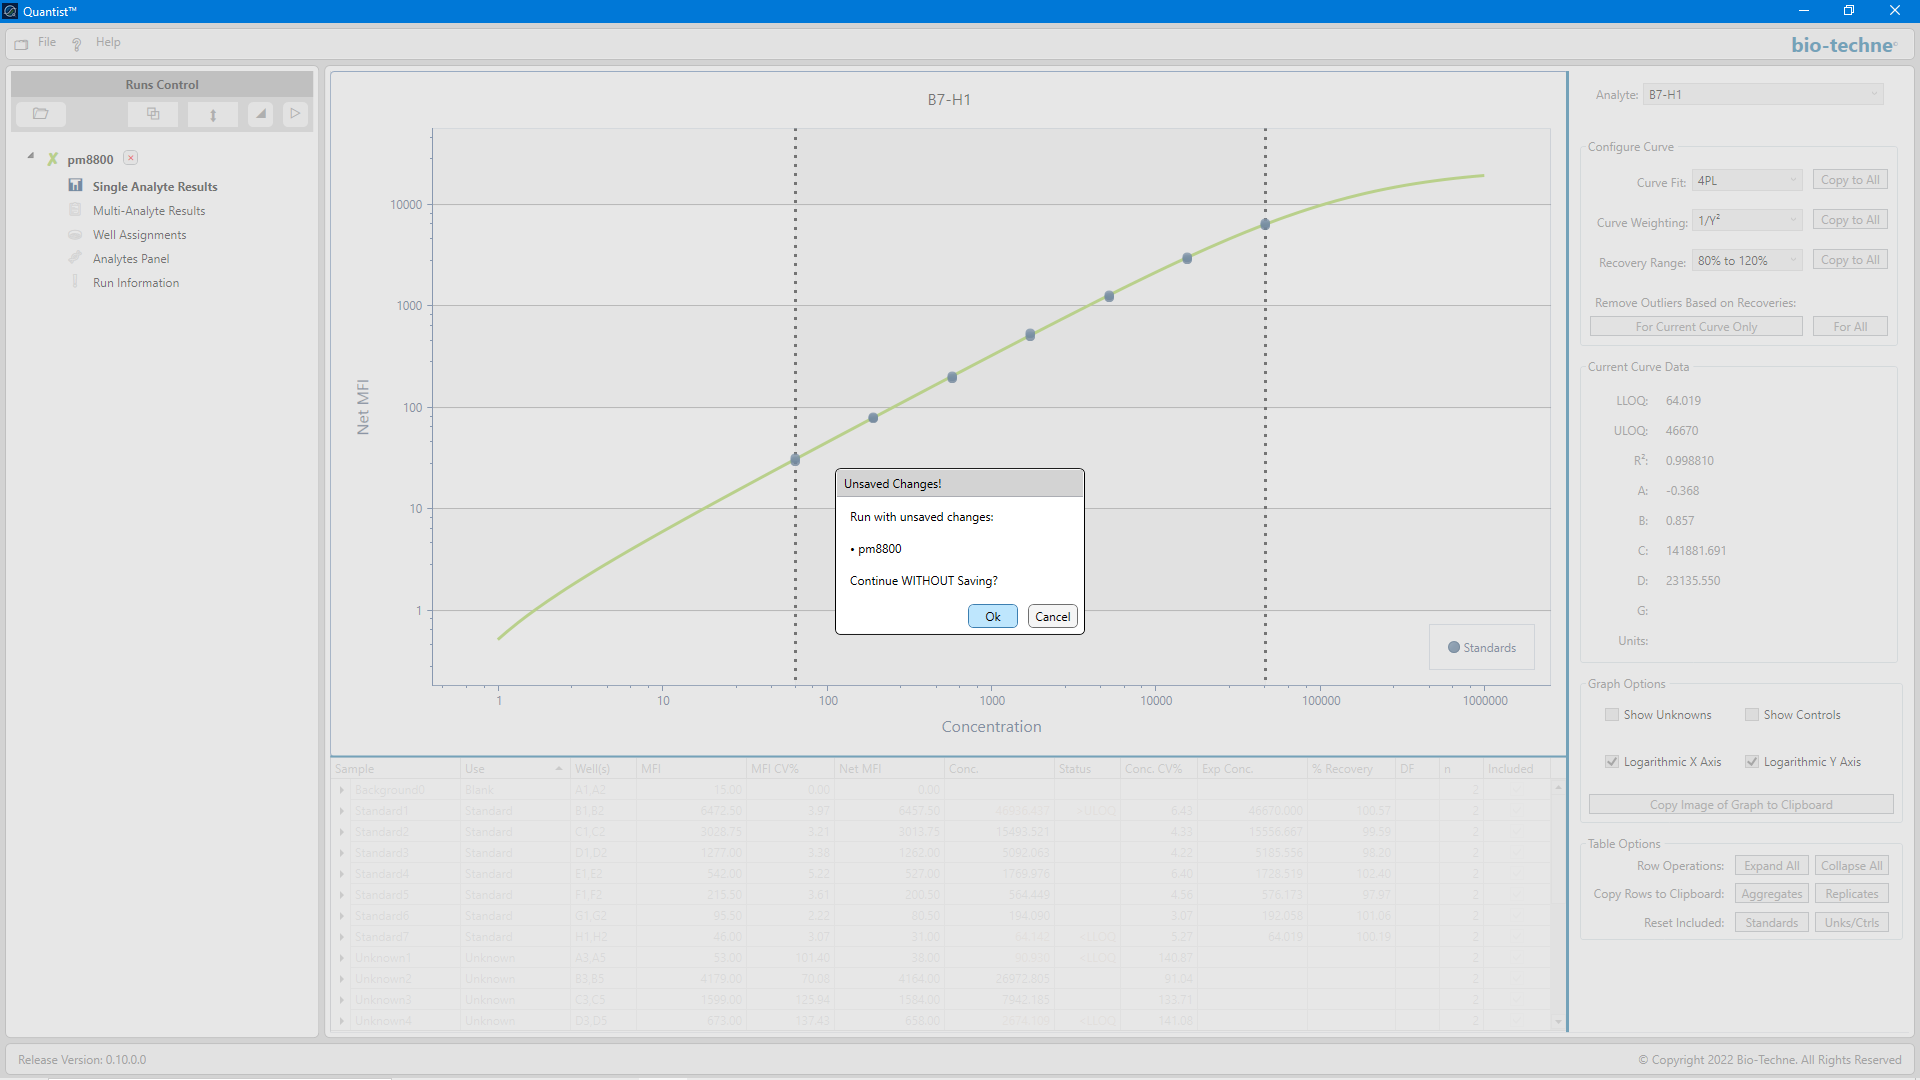 Quantist™
File Help
bio-techne®
Runs Control
pm8800
Single Analyte Results
Multi-Analyte Results
Well Assignments
Analytes Panel
Run Information
B7-H1
Net MFI
10000
1000
100
10
1
1 10 100 1000 10000 100000 1000000
Concentration
Standards
Unsaved Changes!
Run with unsaved changes:
• pm8800
Continue WITHOUT Saving?
Ok Cancel
Sample Use Well(s) MFI MFI CV% Net MFI Conc. Status Conc. CV% Exp Conc. % Recovery DF n Included
Background0 Blank A1,A2 15.00 0.00 0.00 2
Standard1 Standard B1,B2 6472.50 3.97 6457.50 >ULOQ 6.43 46670.000 100.57 2
Standard2 Standard C1,C2 3028.75 3.21 3013.75 15493.521 4.33 15556.667 99.59 2
Standard3 Standard D1,D2 1277.00 3.38 1262.00 5092.063 4.22 5185.556 98.20 2
Standard4 Standard E1,E2 542.00 5.22 527.00 1769.976 6.40 1728.519 102.40 2
Standard5 Standard F1,F2 215.50 3.61 200.50 564.449 4.56 576.173 97.97 2
Standard6 Standard G1,G2 95.50 2.22 80.50 194.090 3.07 192.058 101.06 2
Standard7 Standard H1,H2 46.00 3.07 31.00 64.142 <LLOQ 5.27 64.019 100.19 2
Unknown1 Unknown A3,A5 53.00 101.40 38.00 <LLOQ 140.87 2
Unknown2 Unknown B3,B5 4179.00 70.08 4164.00 26972.805 91.04 2
Unknown3 Unknown C3,C5 1599.00 125.94 1584.00 7942.185 133.71 2
Unknown4 Unknown D3,D5 673.00 137.43 658.00 2674.109 <LLOQ 141.08 2
Analyte: B7-H1
Configure Curve
Curve Fit: 4PL Copy to All
Curve Weighting: 1/Y² Copy to All
Recovery Range: 80% to 120% Copy to All
Remove Outliers Based on Recoveries:
For Current Curve Only For All
Current Curve Data
LLOQ: 64.019
ULOQ: 46670
R²: 0.998810
A: -0.368
B: 0.857
C: 141881.691
D: 23135.550
G:
Units:
Graph Options
Show Unknowns Show Controls
Logarithmic X Axis Logarithmic Y Axis
Copy Image of Graph to Clipboard
Table Options
Row Operations: Expand All Collapse All
Copy Rows to Clipboard: Aggregates Replicates
Reset Included: Standards Unks/Ctrls
Release Version: 0.10.0.0
© Copyright 2022 Bio-Techne. All Rights Reserved